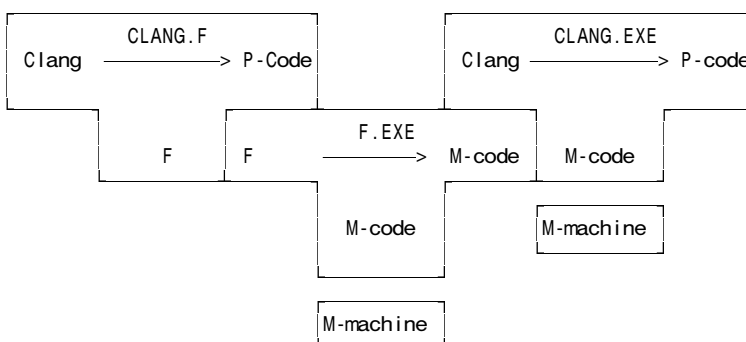 CLANG.F CLANG.EXE
Clang P-Code Clang P-code
F.EXE
F F M-code M-code
M-code M-machine
M-machine